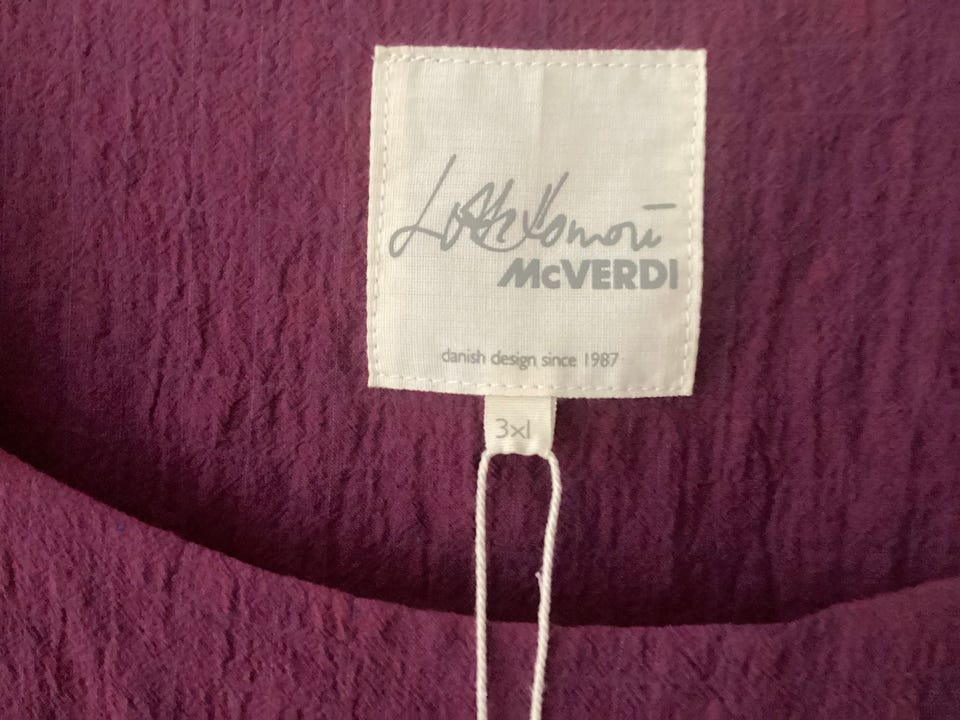 McVERDI
danish design since 1987
3xl